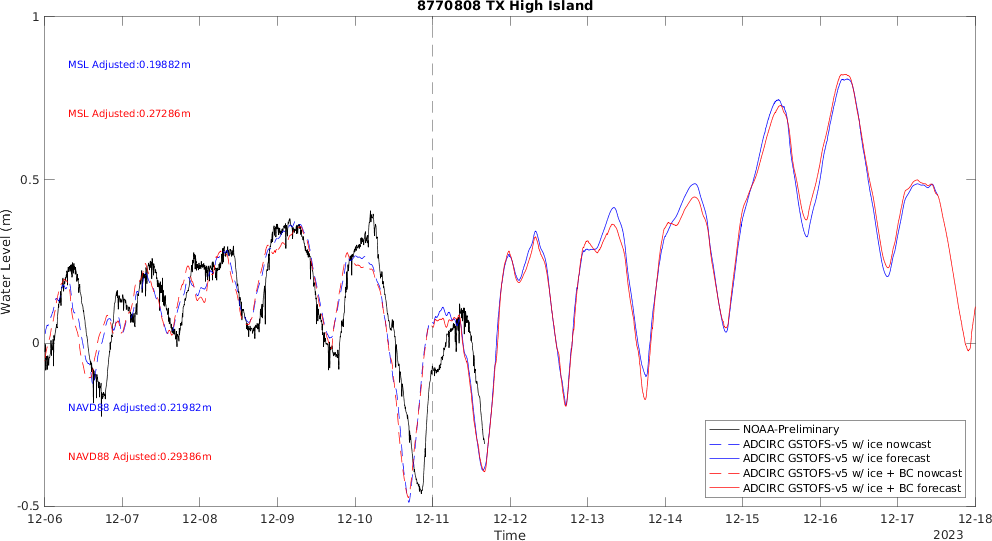 8770808 TX High Island
Water Level (m)
1
0.5
0
-0.5
MSL Adjusted:0.19882m
MSL Adjusted:0.27286m
NAVD88 Adjusted:0.21982m
NAVD88 Adjusted:0.29386m
NOAA-Preliminary
ADCIRC GSTOFS-v5 w/ ice nowcast
ADCIRC GSTOFS-v5 w/ ice forecast
ADCIRC GSTOFS-v5 w/ ice + BC nowcast
ADCIRC GSTOFS-v5 w/ ice + BC forecast
12-06 12-07 12-08 12-09 12-10 12-11 12-12 12-13 12-14 12-15 12-16 12-17 12-18
Time
2023